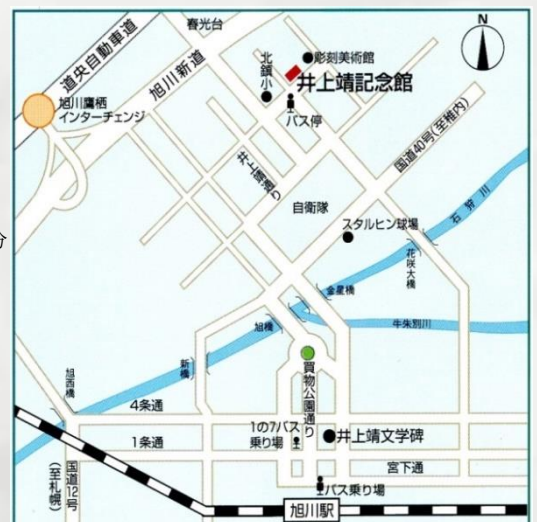 N
春光台
道央自動車道
旭川新道
北鎮小
彫刻美術館
井上靖記念館
バス停
旭川鷹栖
インターチェンジ
国道40号(至稚内)
井上靖通り
自衛隊
スタルヒン球場
石狩川
花咲大橋
分
金星橋
牛朱別川
旭橋
新橋
旭西橋
買物公園通り
4条通
1の7バス
乗り場
井上靖文学碑
1条通
宮下通
国道12号
(至札幌)
バス乗り場
旭川駅